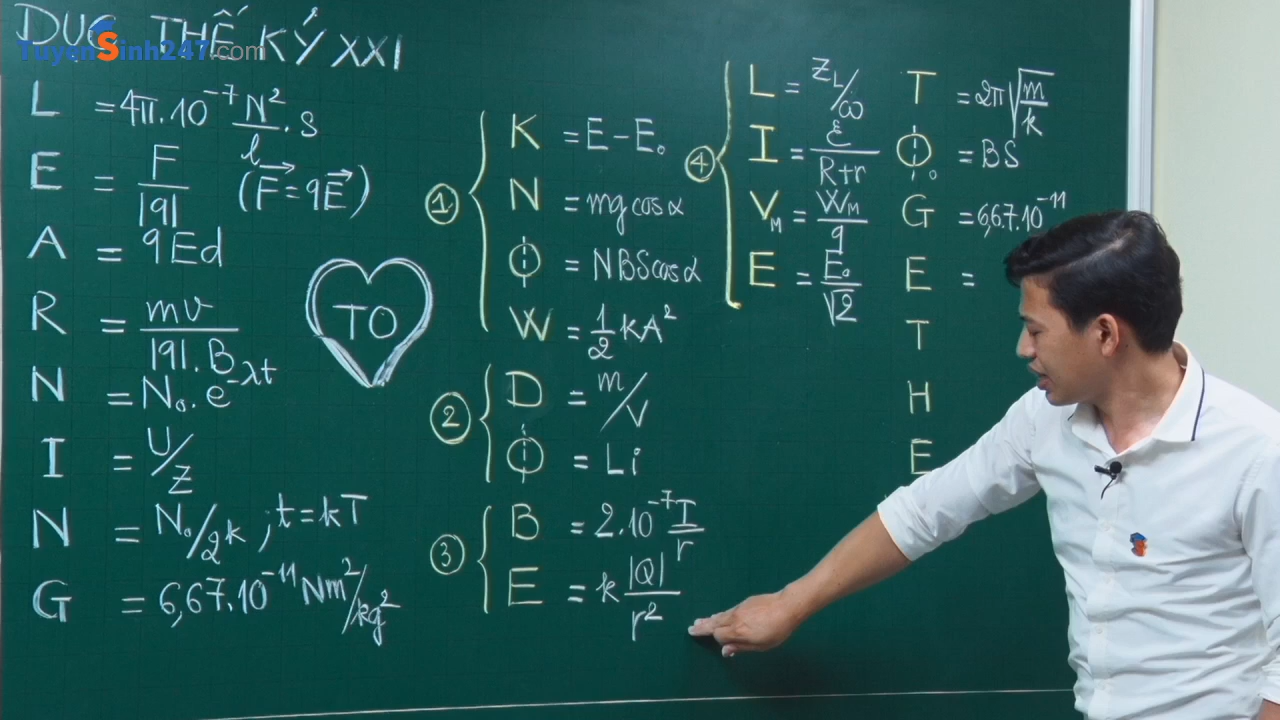 DỤC THẾ KỶ XXI
TuyenSinh247.com
L = 4π.10⁻⁷ N²/l . S
E = F/|q| (F⃗ = qE⃗)
A = qEd
R = mv/|q|.B
N = N₀.e^-λt
I = U/Z
N = N₀/2^k ; t = kT
G = 6,67.10⁻¹¹ Nm²/kg²
TO
① K = E - E₀
N = mg cos α
Φ = NBS cos α
W = 1/2 kA²
② D = m/V
Φ = Li
③ B = 2.10⁻⁷ I/r
E = k |Q|/r²
④ L = Z_L/ω
I = ℰ/R+r
V_M = W_M/q
E = E₀/√2
T = 2π√m/k
Φ₀ = BS
G = 6,67.10⁻¹¹
E =
T
H
E